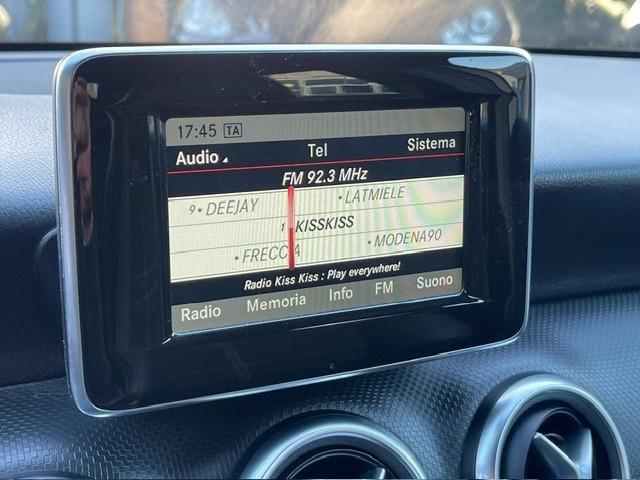 17:45 TA
Audio Tel Sistema
FM 92.3 MHz
9• DEEJAY •LATMIELE
1 KISSKISS
•FRECCIA •MODENA90
Radio Kiss Kiss : Play everywhere!
Radio Memoria Info FM Suono